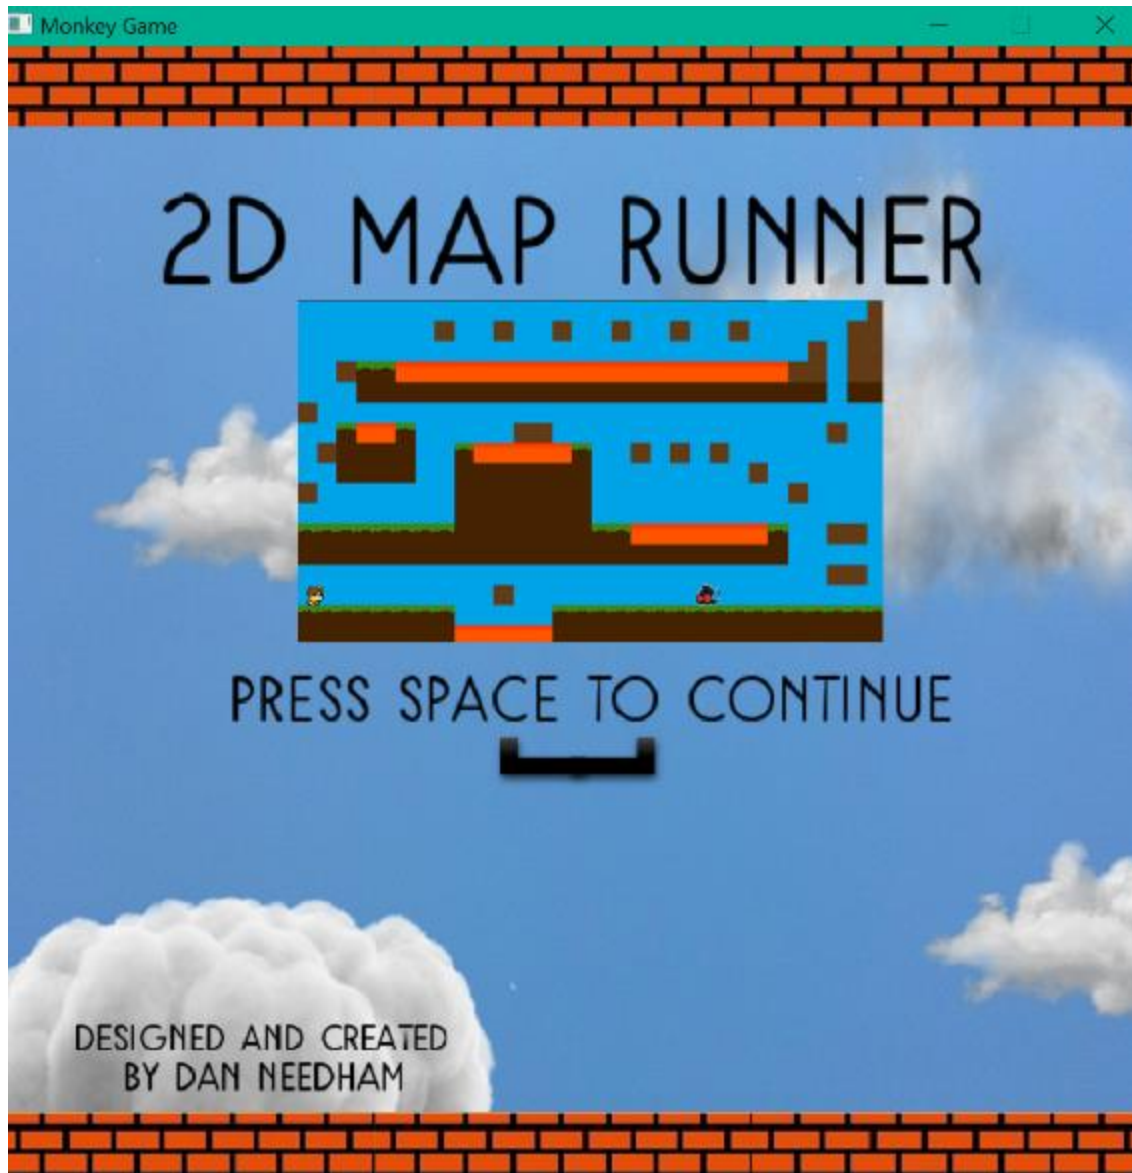 Monkey Game
2D MAP RUNNER
PRESS SPACE TO CONTINUE
DESIGNED AND CREATED
BY DAN NEEDHAM